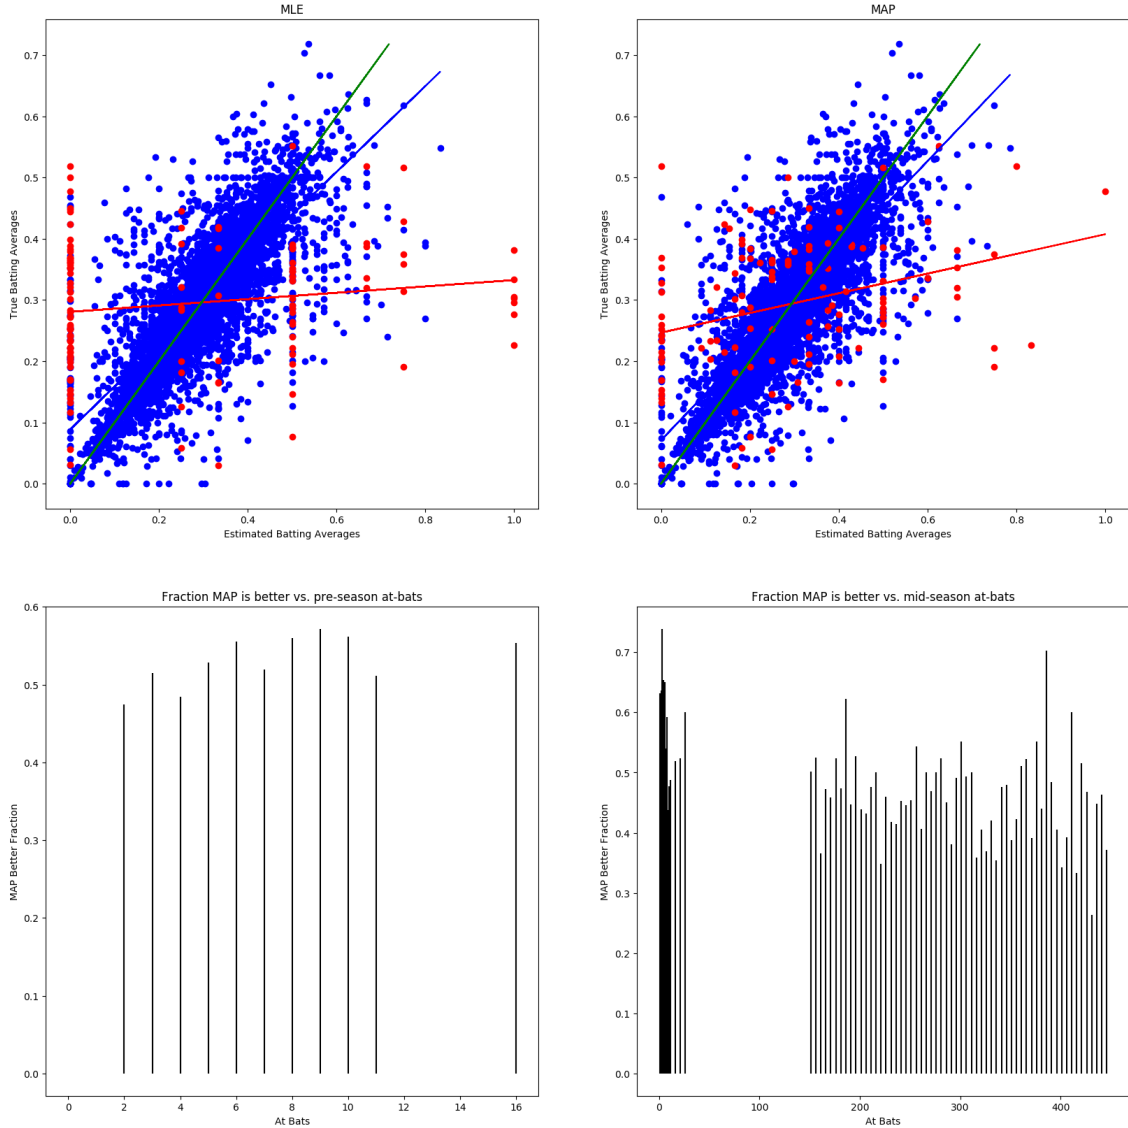 MLE
True Batting Averages
0.7
0.6
0.5
0.4
0.3
0.2
0.1
0.0
0.0 0.2 0.4 0.6 0.8 1.0
Estimated Batting Averages
MAP
True Batting Averages
0.7
0.6
0.5
0.4
0.3
0.2
0.1
0.0
0.0 0.2 0.4 0.6 0.8 1.0
Estimated Batting Averages
Fraction MAP is better vs. pre-season at-bats
MAP Better Fraction
0.6
0.5
0.4
0.3
0.2
0.1
0.0
0 2 4 6 8 10 12 14 16
At Bats
Fraction MAP is better vs. mid-season at-bats
MAP Better Fraction
0.7
0.6
0.5
0.4
0.3
0.2
0.1
0.0
0 100 200 300 400
At Bats